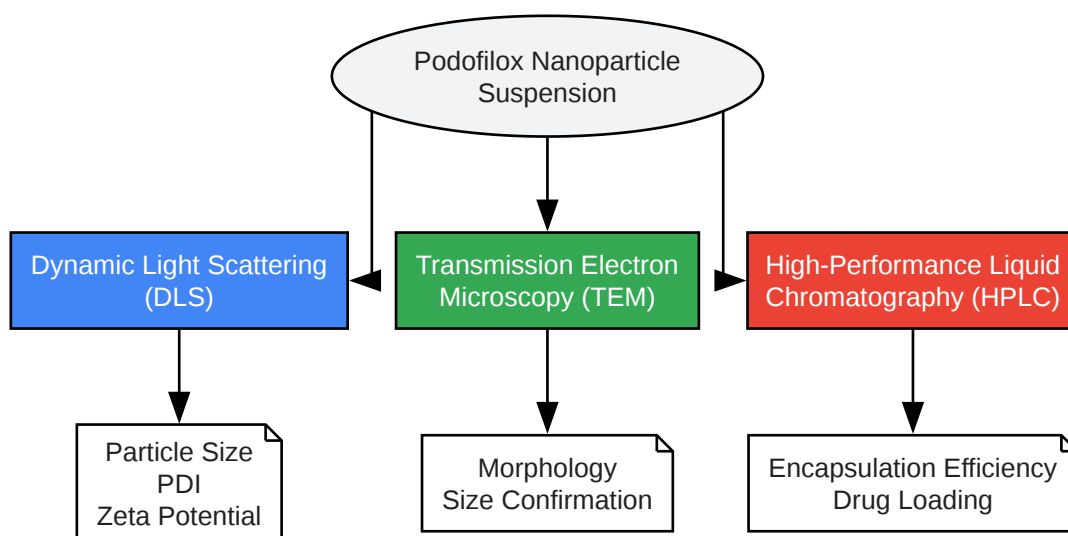 Podofilox Nanoparticle
Suspension
Dynamic Light Scattering
(DLS)
Transmission Electron
Microscopy (TEM)
High-Performance Liquid
Chromatography (HPLC)
Particle Size
PDI
Zeta Potential
Morphology
Size Confirmation
Encapsulation Efficiency
Drug Loading